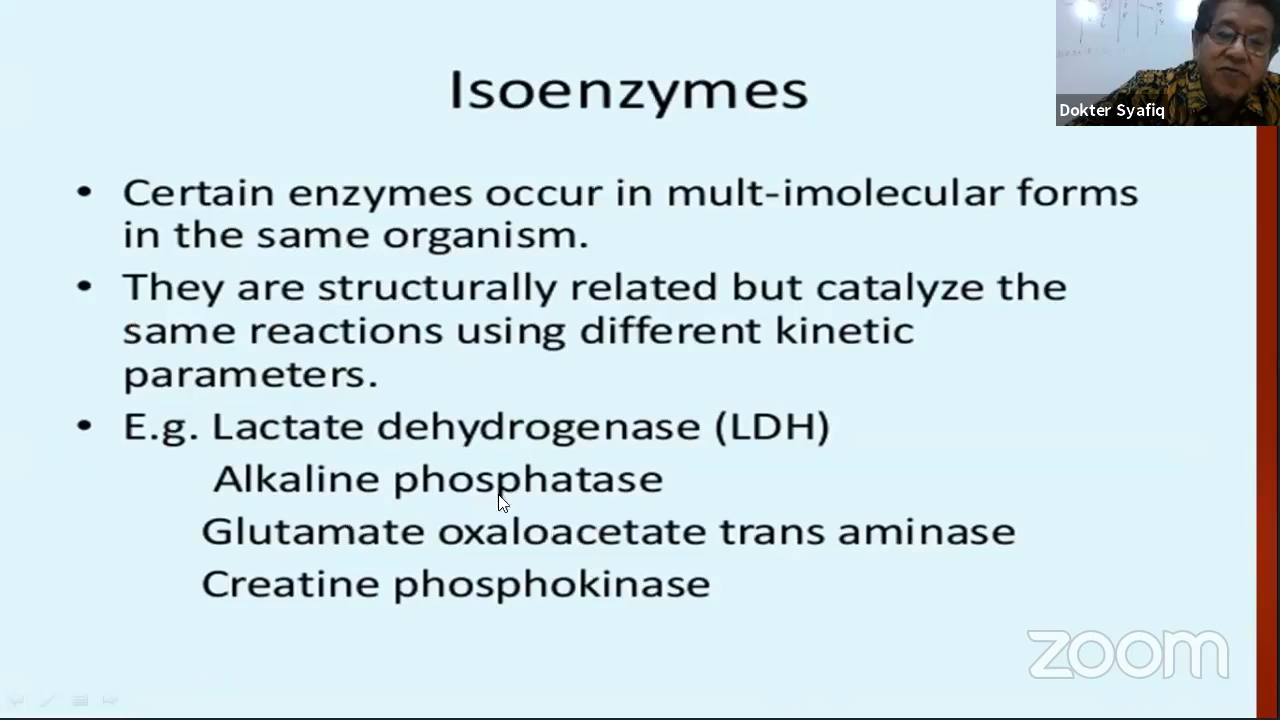 Isoenzymes
Dokter Syafiq
• Certain enzymes occur in mult-imolecular forms
in the same organism.
• They are structurally related but catalyze the
same reactions using different kinetic
parameters.
• E.g. Lactate dehydrogenase (LDH)
Alkaline phosphatase
Glutamate oxaloacetate trans aminase
Creatine phosphokinase
zoom